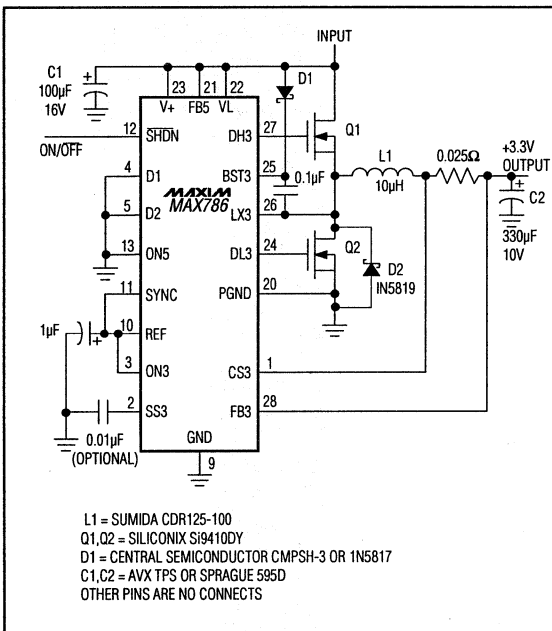 INPUT
C1
100µF
16V
23 21 22
V+ FB5 VL
D1
12 SHDN
ON/OFF
DH3 27
Q1
L1
10µH
0.025Ω
+3.3V
OUTPUT
+
C2
330µF
10V
4 D1
BST3 25
0.1µF
MAXIM
MAX786
5 D2
LX3 26
13 ON5
DL3 24
Q2
D2
IN5819
11 SYNC
PGND 20
1µF
+
10 REF
3 ON3
CS3 1
2 SS3
FB3 28
0.01µF
(OPTIONAL)
GND
9
L1 = SUMIDA CDR125-100
Q1,Q2 = SILICONIX Si9410DY
D1 = CENTRAL SEMICONDUCTOR CMPSH-3 OR 1N5817
C1,C2 = AVX TPS OR SPRAGUE 595D
OTHER PINS ARE NO CONNECTS